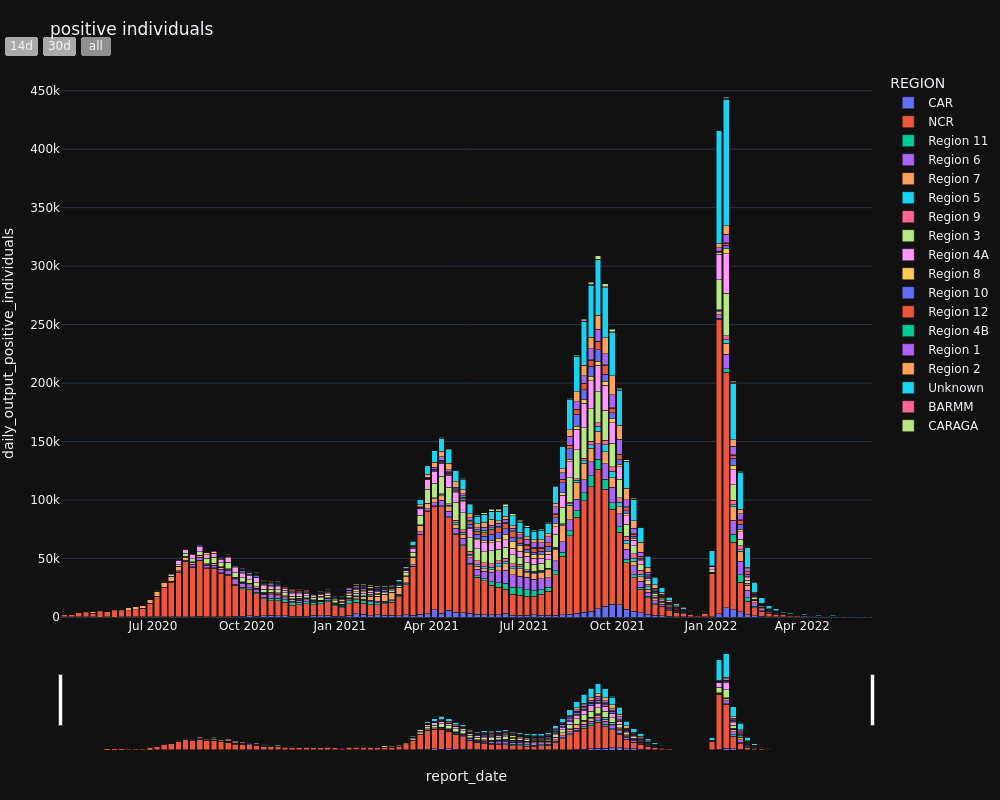 positive individuals
14d 30d all
REGION
CAR
NCR
Region 11
Region 6
Region 7
Region 5
Region 9
Region 3
Region 4A
Region 8
Region 10
Region 12
Region 4B
Region 1
Region 2
Unknown
BARMM
CARAGA
daily_output_positive_individuals
450k
400k
350k
300k
250k
200k
150k
100k
50k
0
Jul 2020 Oct 2020 Jan 2021 Apr 2021 Jul 2021 Oct 2021 Jan 2022 Apr 2022
report_date